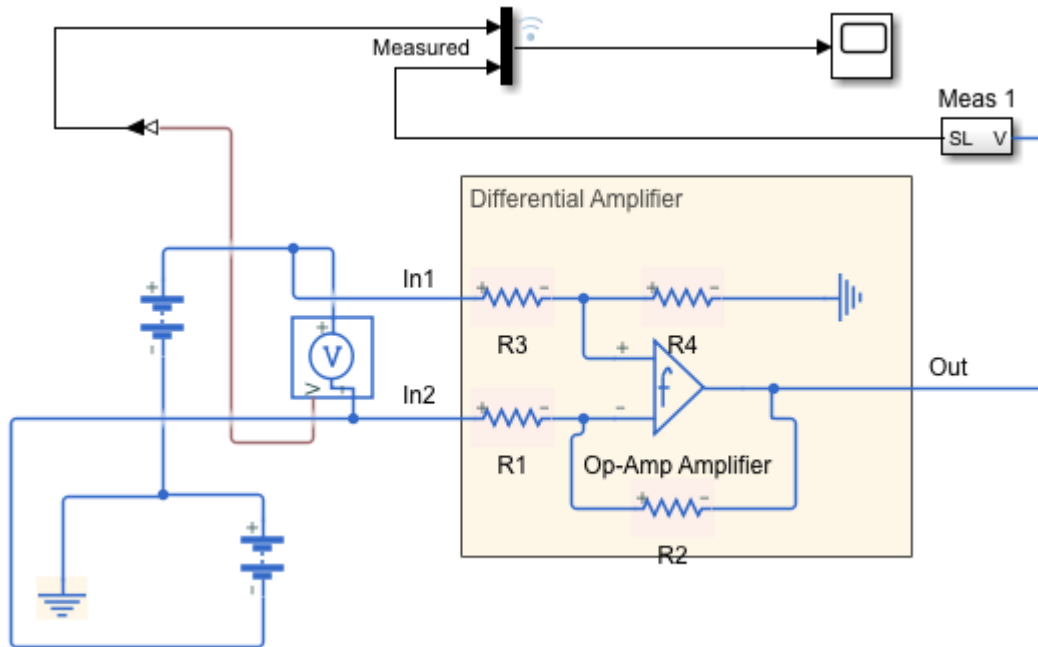 Measured
Meas 1
SL V
Differential Amplifier
In1
+ - + -
R3 R4
+
+
-
V
+
V -
In2
Out
+ - -
R1
Op-Amp Amplifier
+ -
R2
+
-